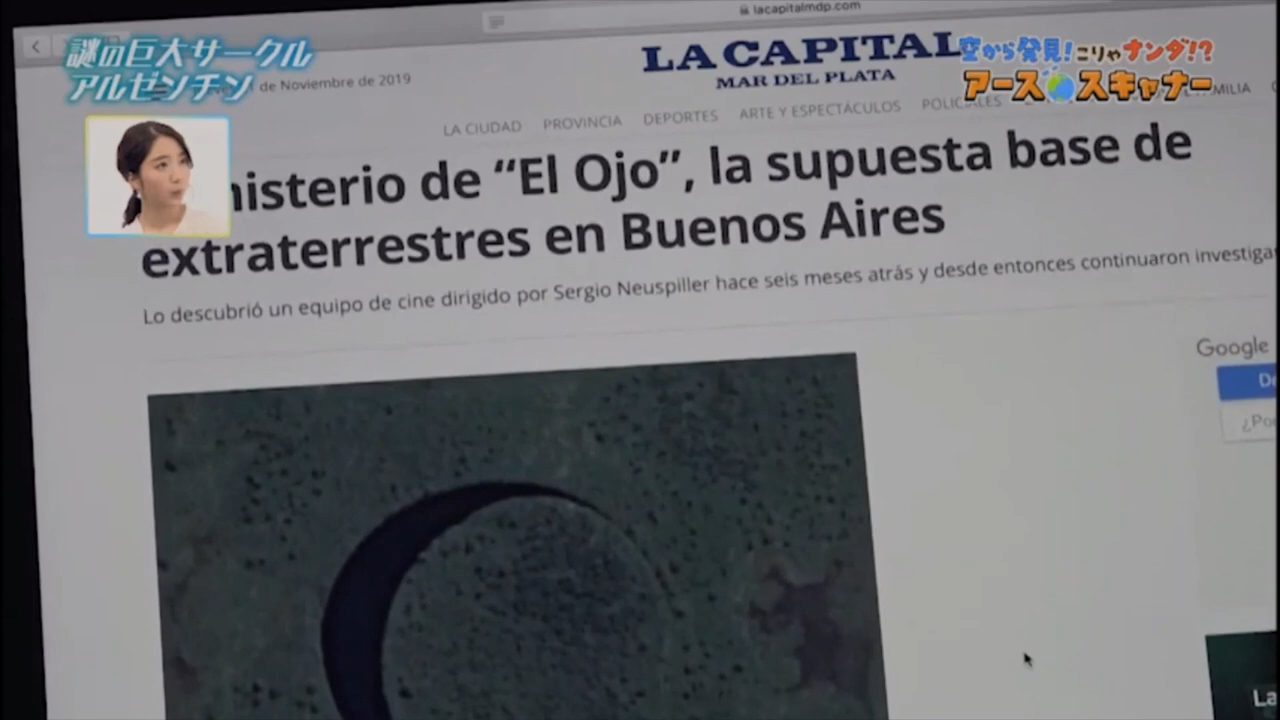 lacapitalmdp.com
謎の巨大サークル
アルゼンチン
de Noviembre de 2019
LA CAPITAL
MAR DEL PLATA
空から発見!こりゃナンダ!?
アーススキャナー
LA CIUDAD PROVINCIA DEPORTES ARTE Y ESPECTÁCULOS
misterio de “El Ojo”, la supuesta base de
extraterrestres en Buenos Aires
Lo descubrió un equipo de cine dirigido por Sergio Neuspiller hace seis meses atrás y desde entonces continuaron investiga
Google
¿Po
La